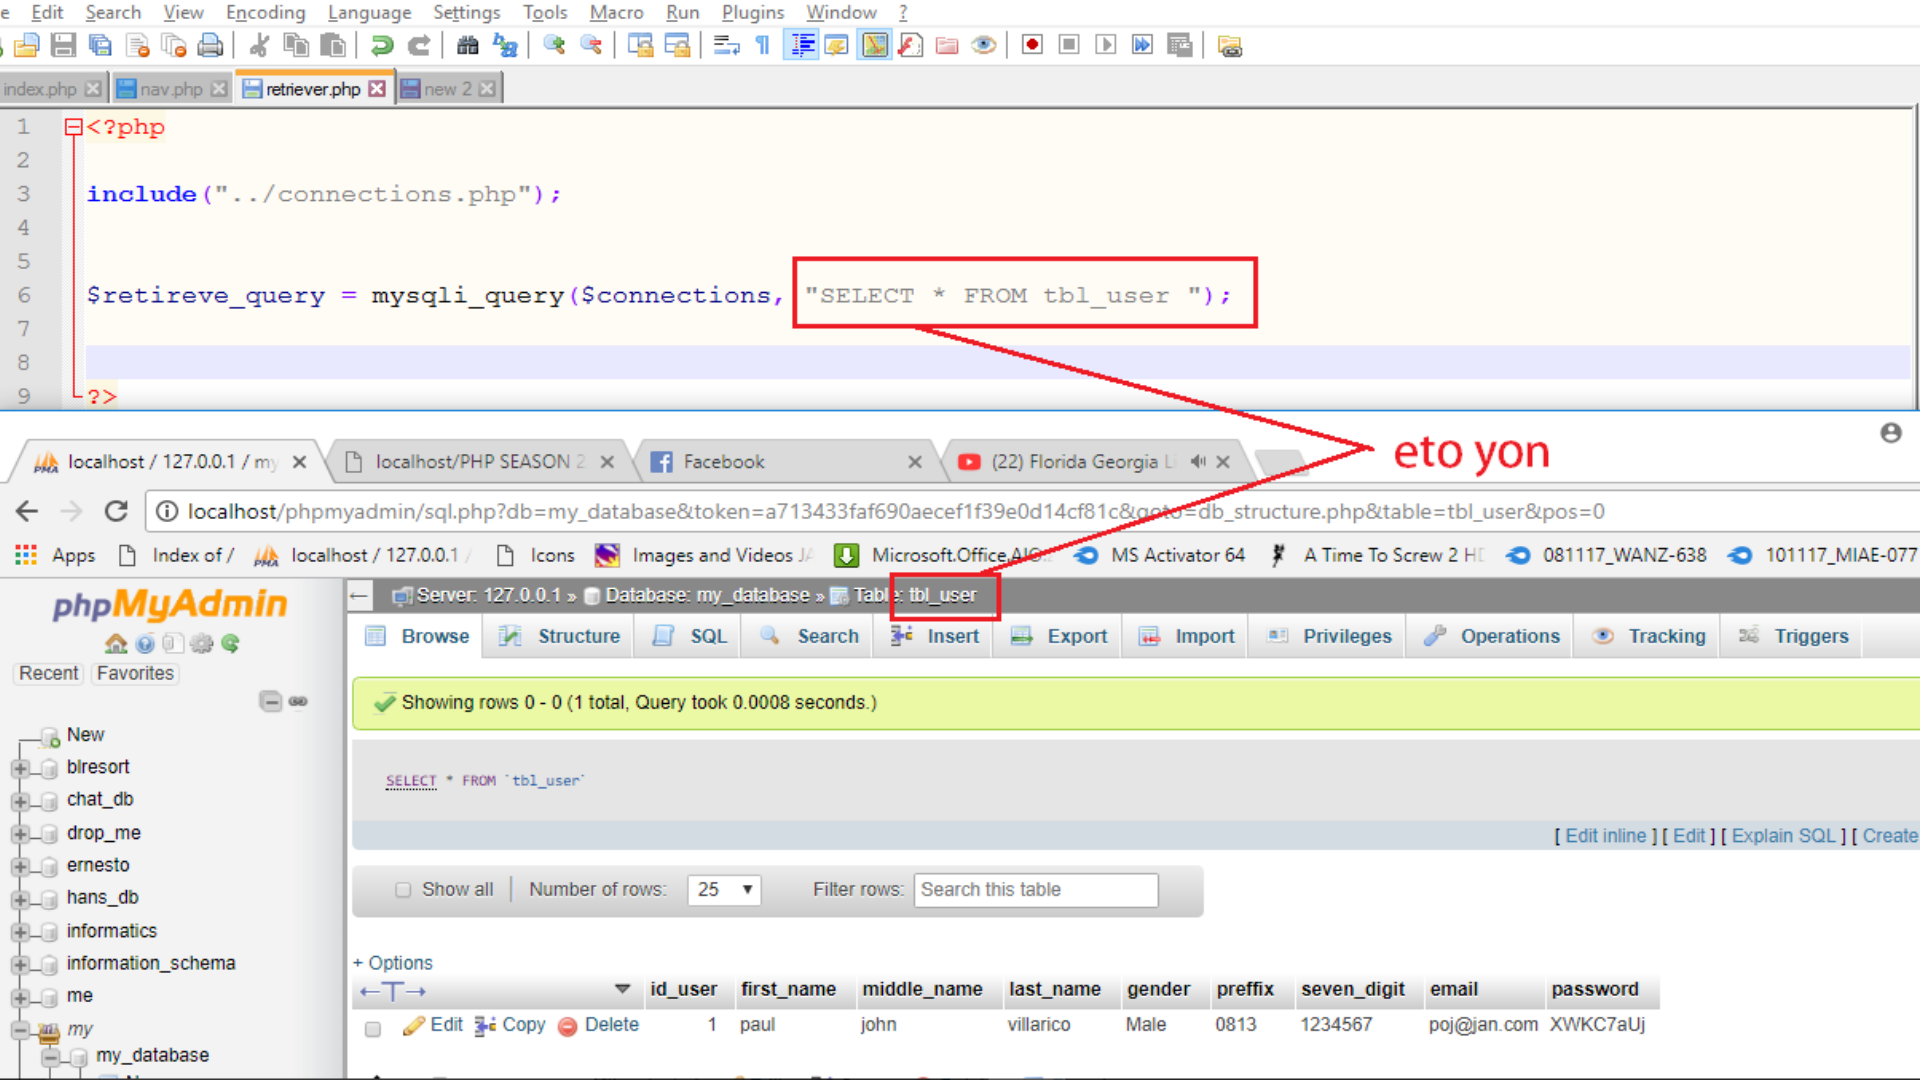 e Edit Search View Encoding Language Settings Tools Macro Run Plugins Window ?
index.php nav.php retriever.php new 2
1 <?php
2
3 include("../connections.php");
4
5
6 $retireve_query = mysqli_query($connections, "SELECT * FROM tbl_user ");
7
8
9 ?>
eto yon
localhost / 127.0.0.1 / my localhost/PHP SEASON 2 Facebook (22) Florida Georgia L
localhost/phpmyadmin/sql.php?db=my_database&token=a713433faf690aecef1f39e0d14cf81c&goto=db_structure.php&table=tbl_user&pos=0
Apps Index of / PMA localhost / 127.0.0.1 / Icons Images and Videos JA Microsoft.Office.AIO. MS Activator 64 A Time To Screw 2 HD 081117_WANZ-638 101117_MIAE-077
phpMyAdmin
Recent Favorites
New
blresort
chat_db
drop_me
ernesto
hans_db
informatics
information_schema
me
my
my_database
Server: 127.0.0.1 » Database: my_database » Table: tbl_user
Browse Structure SQL Search Insert Export Import Privileges Operations Tracking Triggers
Showing rows 0 - 0 (1 total, Query took 0.0008 seconds.)
SELECT * FROM `tbl_user`
[ Edit inline ] [ Edit ] [ Explain SQL ] [ Create
Show all Number of rows: 25 Filter rows: Search this table
+ Options
←T→ id_user first_name middle_name last_name gender preffix seven_digit email password
Edit Copy Delete 1 paul john villarico Male 0813 1234567 poj@jan.com XWKC7aUj